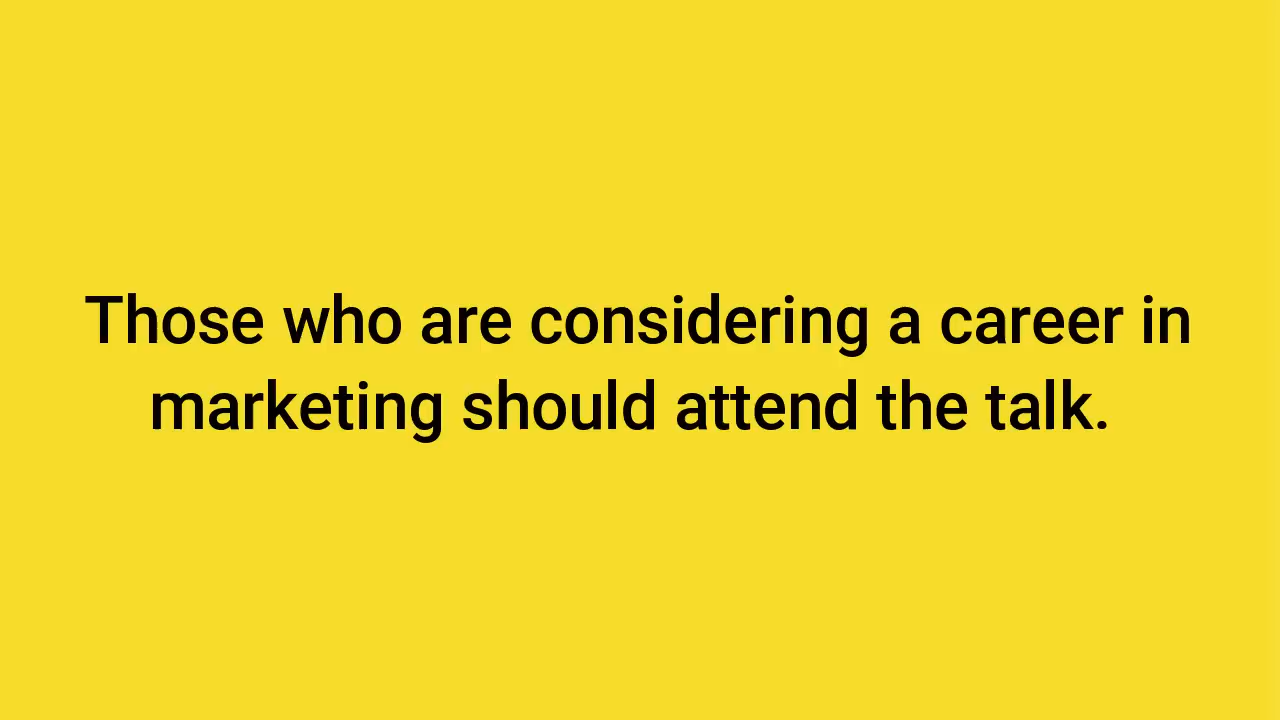 Those who are considering a career in
marketing should attend the talk.